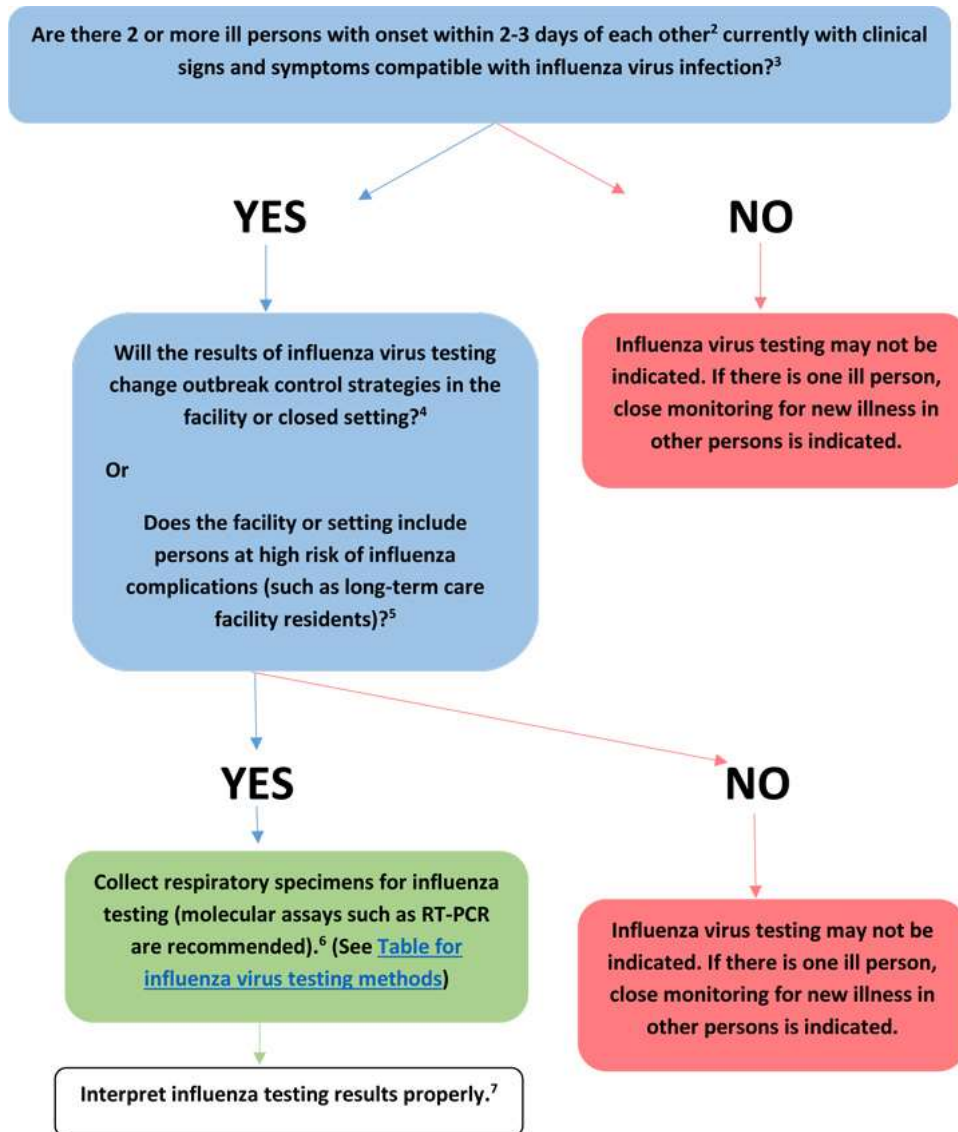 Are there 2 or more ill persons with onset within 2-3 days of each other² currently with clinical
signs and symptoms compatible with influenza virus infection?³
YES
NO
Will the results of influenza virus testing
change outbreak control strategies in the
facility or closed setting?⁴
Or
Does the facility or setting include
persons at high risk of influenza
complications (such as long-term care
facility residents)?⁵
Influenza virus testing may not be
indicated. If there is one ill person,
close monitoring for new illness in
other persons is indicated.
YES
NO
Collect respiratory specimens for influenza
testing (molecular assays such as RT-PCR
are recommended).⁶ (See Table for
influenza virus testing methods)
Influenza virus testing may not be
indicated. If there is one ill person,
close monitoring for new illness in
other persons is indicated.
Interpret influenza testing results properly.⁷